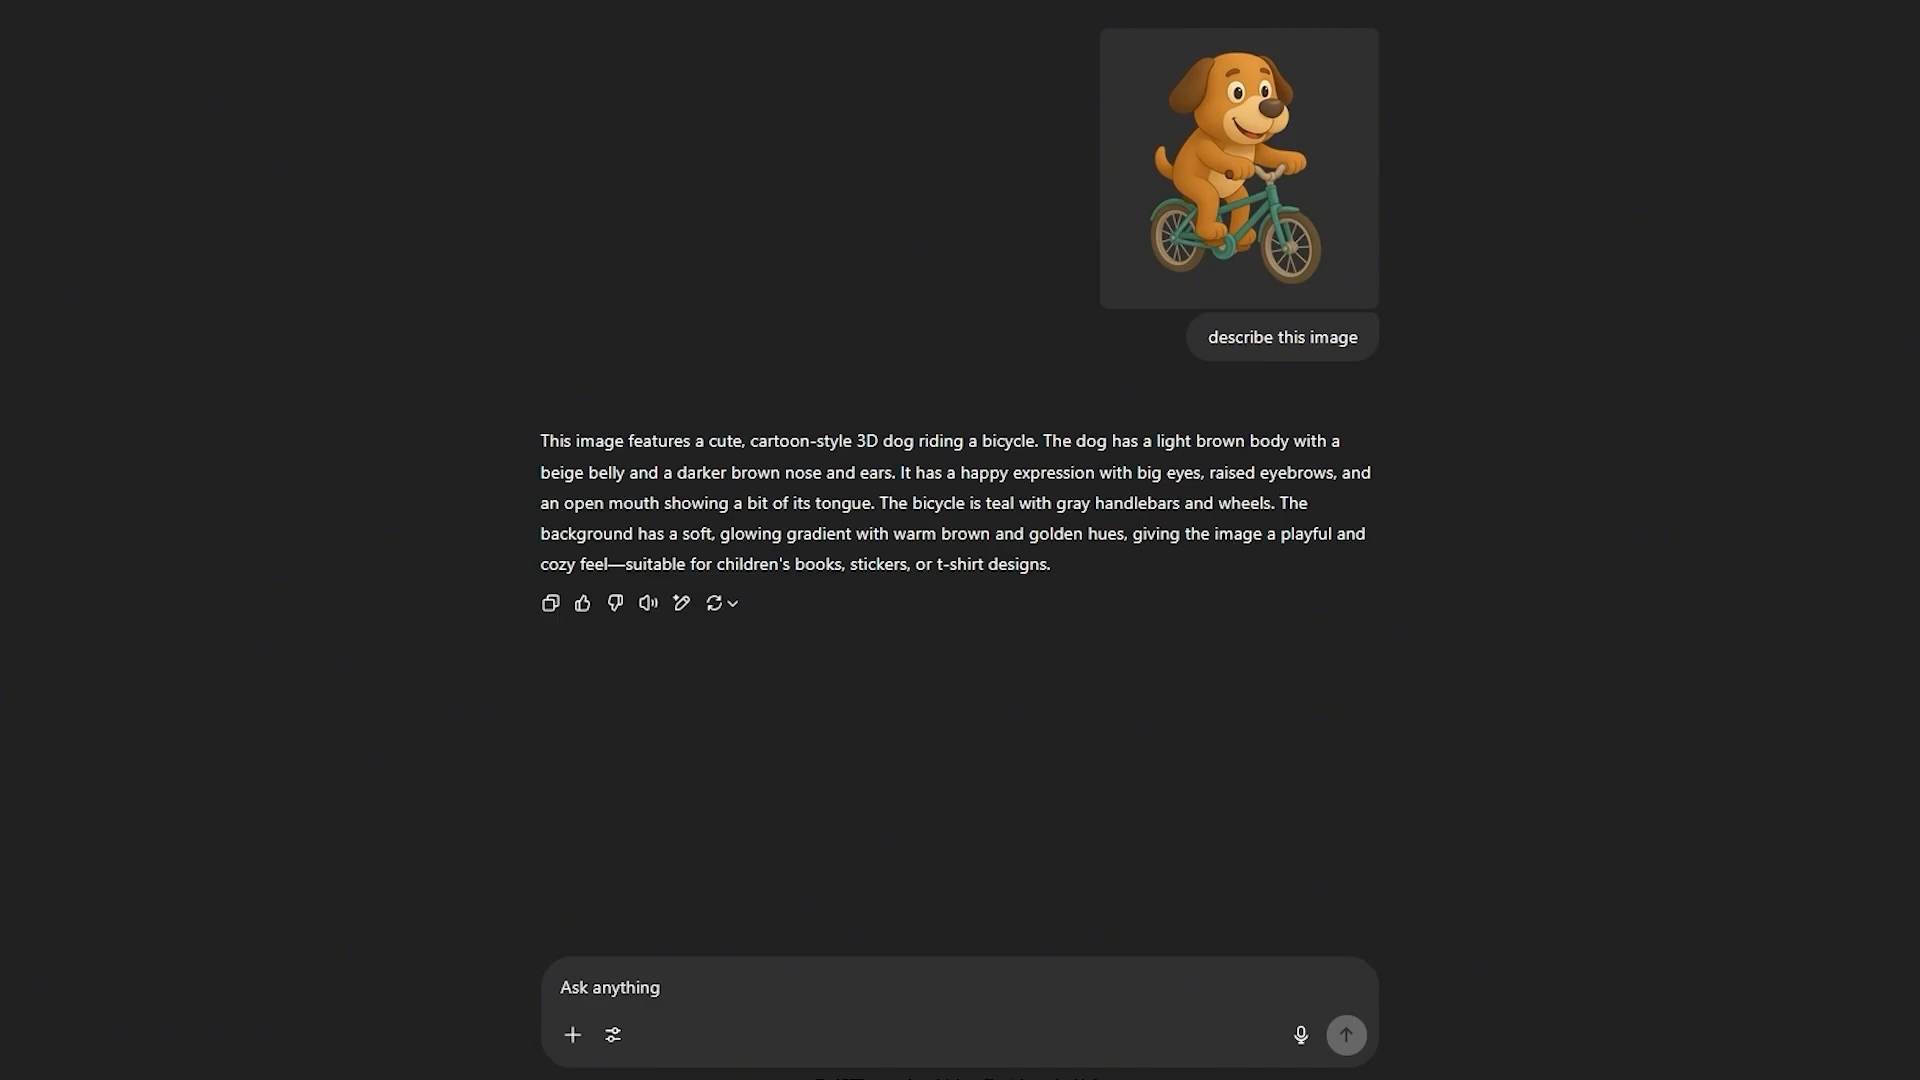 describe this image
This image features a cute, cartoon-style 3D dog riding a bicycle. The dog has a light brown body with a
beige belly and a darker brown nose and ears. It has a happy expression with big eyes, raised eyebrows, and
an open mouth showing a bit of its tongue. The bicycle is teal with gray handlebars and wheels. The
background has a soft, glowing gradient with warm brown and golden hues, giving the image a playful and
cozy feel—suitable for children's books, stickers, or t-shirt designs.
Ask anything